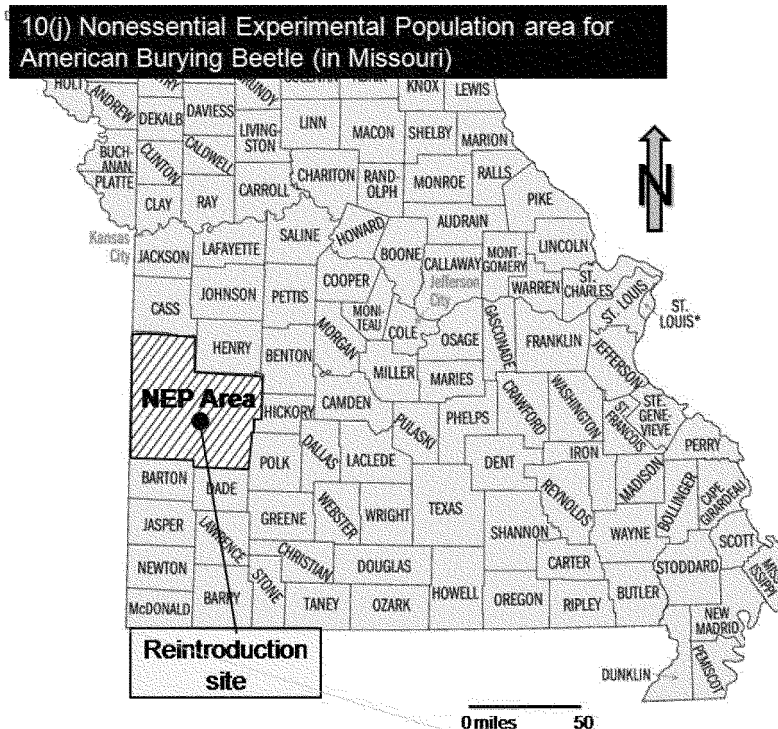 10(j) Nonessential Experimental Population area for
American Burying Beetle (in Missouri)
HOLT
KNOX
LEWIS
ANDREW
DEKALB
DAVIESS
LIVING-
STON
LINN
MACON
SHELBY
MARION
BUCH-
ANAN
CLINTON
CALDWELL
PLATTE
CLAY
RAY
CARROLL
CHARITON
RAND-
OLPH
MONROE
RALLS
PIKE
N
Kansas
City
JACKSON
LAFAYETTE
SALINE
HOWARD
BOONE
AUDRAIN
CALLAWAY
MONT-
GOMERY
LINCOLN
Jefferson
City
WARREN
ST.
CHARLES
ST. LOUIS
ST.
LOUIS*
CASS
JOHNSON
PETTIS
COOPER
MONI-
TEAU
COLE
OSAGE
GASCONADE
FRANKLIN
JEFFERSON
HENRY
BENTON
MORGAN
MILLER
MARIES
CRAWFORD
WASHINGTON
ST.
FRANCOIS
STE.
GENE-
VIEVE
PERRY
NEP Area
HICKORY
CAMDEN
PULASKI
PHELPS
IRON
BARTON
DADE
POLK
DALLAS
LACLEDE
DENT
REYNOLDS
MADISON
BOLLINGER
CAPE
GIRARDEAU
JASPER
LAWRENCE
GREENE
WEBSTER
WRIGHT
TEXAS
SHANNON
WAYNE
SCOTT
STODDARD
MISS
ISSIPPI
NEWTON
CHRISTIAN
DOUGLAS
CARTER
McDONALD
BARRY
STONE
TANEY
OZARK
HOWELL
OREGON
RIPLEY
BUTLER
NEW
MADRID
PEMISCOT
DUNKLIN
Reintroduction
site
0 miles 50